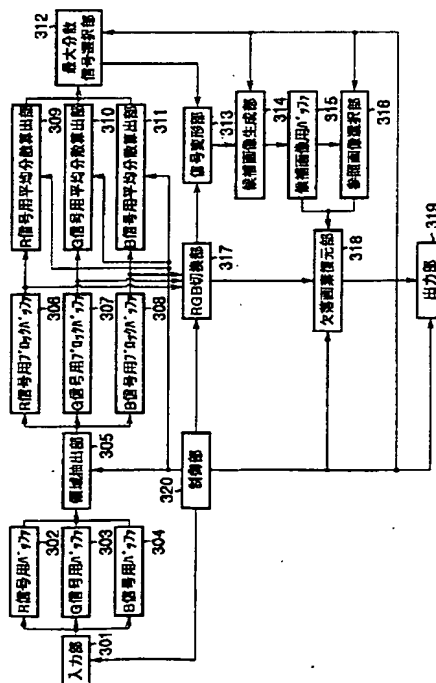 入力部
301
R信号用バッファ
302
G信号用バッファ
303
B信号用バッファ
304
領域抽出部
305
R信号用ブロックバッファ
306
G信号用ブロックバッファ
307
B信号用ブロックバッファ
308
R信号用平均分散算出部
309
G信号用平均分散算出部
310
B信号用平均分散算出部
311
最大分散
信号選択部
312
信号変形部
313
候補画像生成部
314
候補画像用バッファ
315
参照画像選択部
316
RGB切換部
317
欠落画素復元部
318
出力部
319
制御部
320